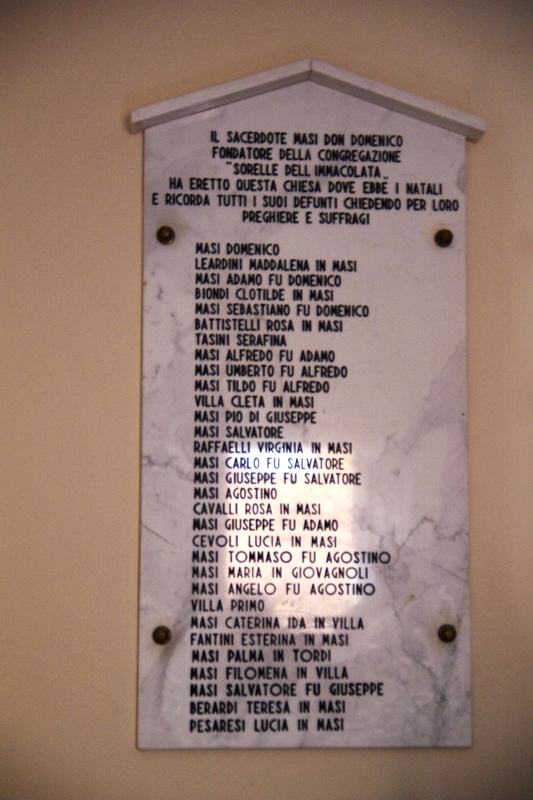 IL SACERDOTE MASI DON DOMENICO
FONDATORE DELLA CONGREGAZIONE
"SORELLE DELL'IMMACOLATA„
HA ERETTO QUESTA CHIESA DOVE EBBE I NATALI
E RICORDA TUTTI I SUOI DEFUNTI CHIEDENDO PER LORO
PREGHIERE E SUFFRAGI
MASI DOMENICO
LEARDINI MADDALENA IN MASI
MASI ADAMO FU DOMENICO
BIONDI CLOTILDE IN MASI
MASI SEBASTIANO FU DOMENICO
BATTISTELLI ROSA IN MASI
TASINI SERAFINA
MASI ALFREDO FU ADAMO
MASI UMBERTO FU ALFREDO
MASI TILDO FU ALFREDO
VILLA CLETA IN MASI
MASI PIO DI GIUSEPPE
MASI SALVATORE
RAFFAELLI VIRGINIA IN MASI
MASI CARLO FU SALVATORE
MASI GIUSEPPE FU SALVATORE
MASI AGOSTINO
CAVALLI ROSA IN MASI
MASI GIUSEPPE FU ADAMO
CEVOLI LUCIA IN MASI
MASI TOMMASO FU AGOSTINO
MASI MARIA IN GIOVAGNOLI
MASI ANGELO FU AGOSTINO
VILLA PRIMO
MASI CATERINA IDA IN VILLA
FANTINI ESTERINA IN MASI
MASI PALMA IN TORDI
MASI FILOMENA IN VILLA
MASI SALVATORE FU GIUSEPPE
BERARDI TERESA IN MASI
PESARESI LUCIA IN MASI